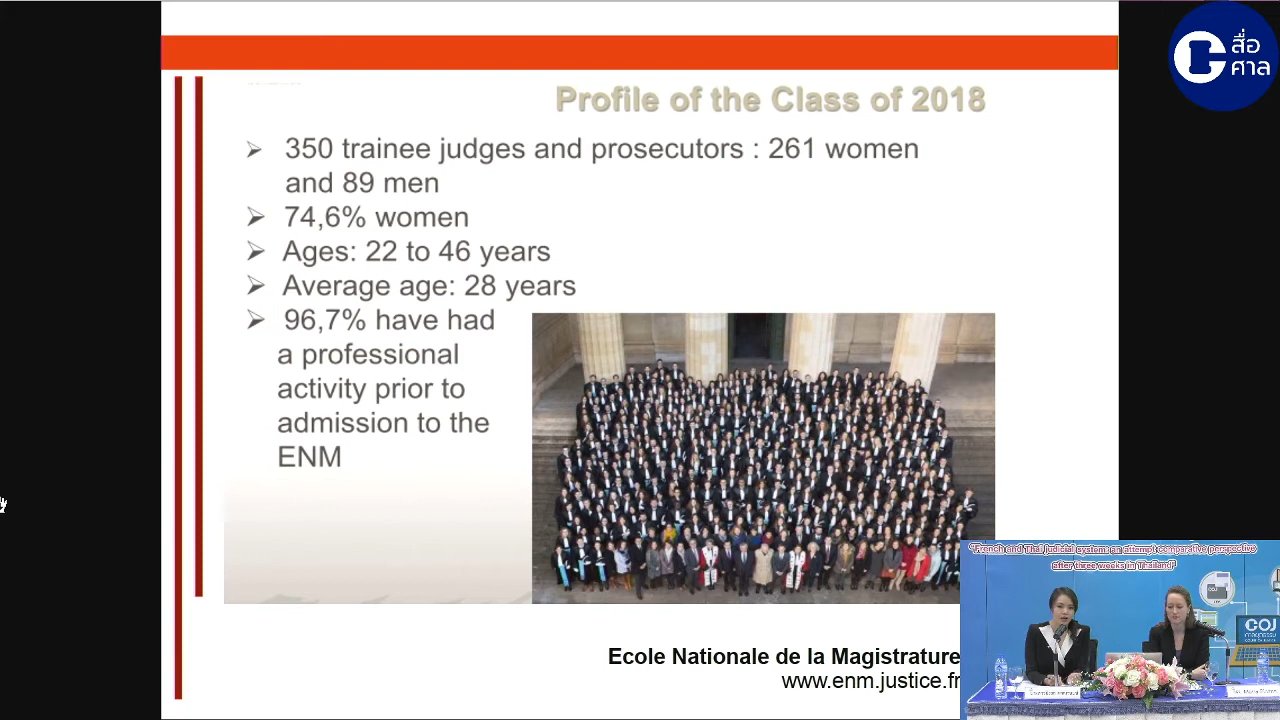 สื่อ
ศาล
Profile of the Class of 2018
350 trainee judges and prosecutors : 261 women
and 89 men
74,6% women
Ages: 22 to 46 years
Average age: 28 years
96,7% have had
a professional
activity prior to
admission to the
ENM
Ecole Nationale de la Magistrature
www.enm.justice.fr
"French and Thai judicial system: an attempt comparative perspective
after three weeks in Thailand"
COJ